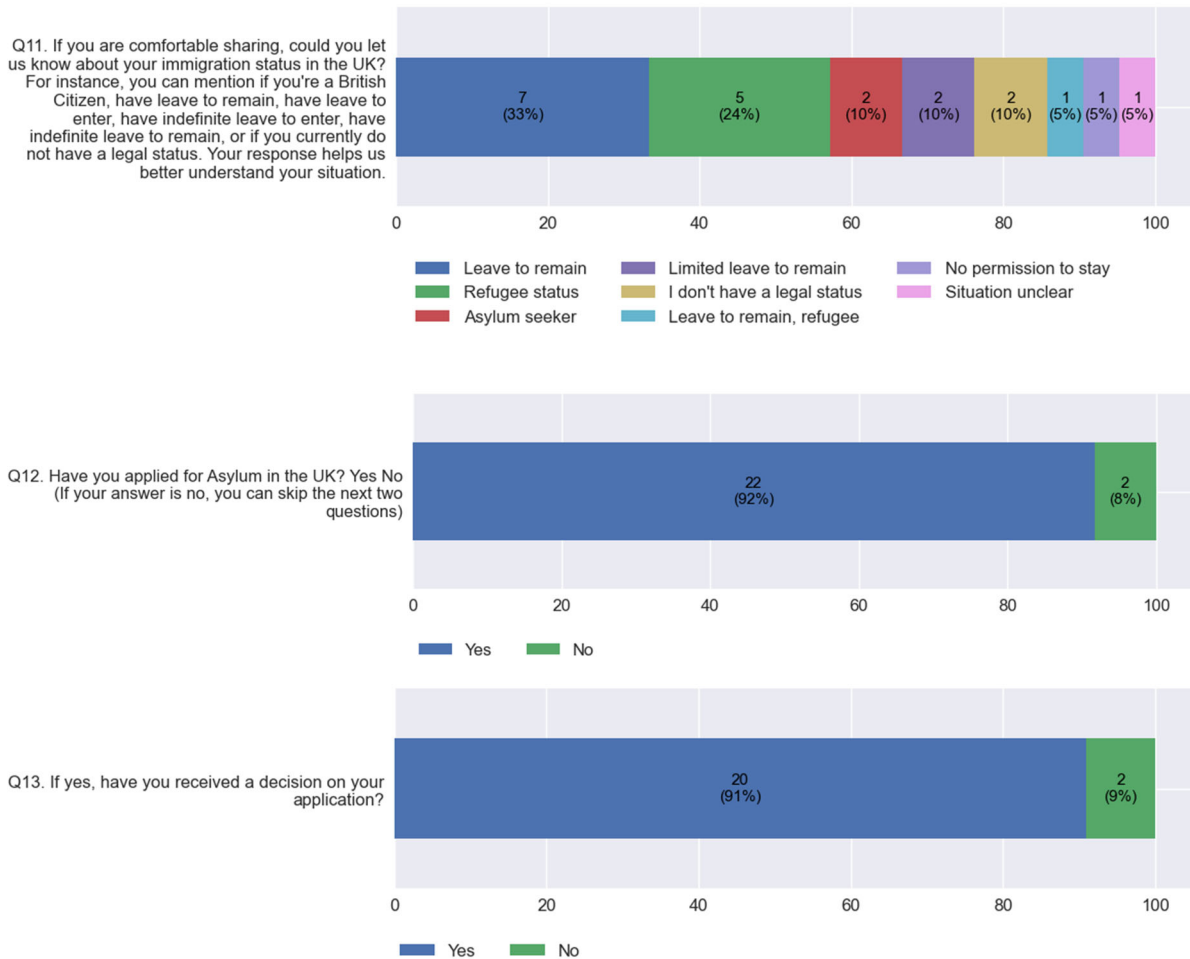 Q11. If you are comfortable sharing, could you let
us know about your immigration status in the UK?
For instance, you can mention if you're a British
Citizen, have leave to remain, have leave to
enter, have indefinite leave to enter, have
indefinite leave to remain, or if you currently do
not have a legal status. Your response helps us
better understand your situation.
7 5 2 2 2 1 1 1
(33%) (24%) (10%) (10%) (10%) (5%) (5%) (5%)
0 20 40 60 80 100
Leave to remain Limited leave to remain No permission to stay
Refugee status I don't have a legal status Situation unclear
Asylum seeker Leave to remain, refugee
Q12. Have you applied for Asylum in the UK? Yes No
(If your answer is no, you can skip the next two
questions)
22 2
(92%) (8%)
0 20 40 60 80 100
Yes No
Q13. If yes, have you received a decision on your
application?
20 2
(91%) (9%)
0 20 40 60 80 100
Yes No